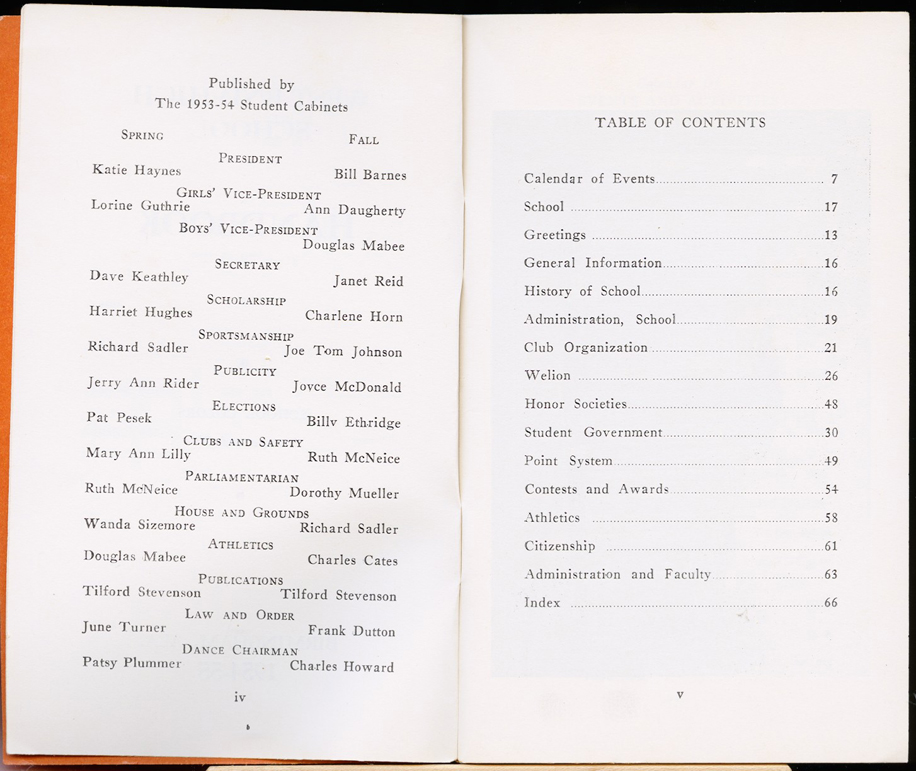 Published by
The 1953-54 Student Cabinets
SPRING FALL
PRESIDENT
Katie Haynes Bill Barnes
GIRLS' VICE-PRESIDENT
Lorine Guthrie Ann Daugherty
BOYS' VICE-PRESIDENT
Douglas Mabee
SECRETARY
Dave Keathley Janet Reid
SCHOLARSHIP
Harriet Hughes Charlene Horn
SPORTSMANSHIP
Richard Sadler Joe Tom Johnson
PUBLICITY
Jerry Ann Rider Joyce McDonald
ELECTIONS
Pat Pesek Billy Ethridge
CLUBS AND SAFETY
Mary Ann Lilly Ruth McNeice
PARLIAMENTARIAN
Ruth McNeice Dorothy Mueller
HOUSE AND GROUNDS
Wanda Sizemore Richard Sadler
ATHLETICS
Douglas Mabee Charles Cates
PUBLICATIONS
Tilford Stevenson Tilford Stevenson
LAW AND ORDER
June Turner Frank Dutton
DANCE CHAIRMAN
Patsy Plummer Charles Howard
iv
TABLE OF CONTENTS
Calendar of Events 7
School 17
Greetings 13
General Information 16
History of School 16
Administration, School 19
Club Organization 21
Welion 26
Honor Societies 48
Student Government 30
Point System 49
Contests and Awards 54
Athletics 58
Citizenship 61
Administration and Faculty 63
Index 66
v